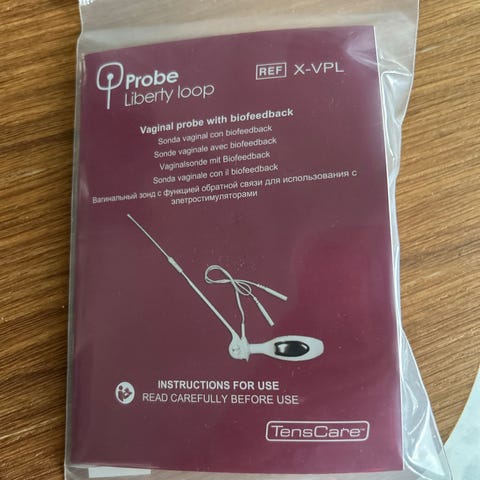 Probe
Liberty loop
REF X-VPL
Vaginal probe with biofeedback
Sonda vaginal con biofeedback
Sonde vaginale avec biofeedback
Vaginalsonde mit Biofeedback
Sonda vaginale con il biofeedback
Вагинальный зонд с функцией обратной связи для использования с
элетростимуляторами
INSTRUCTIONS FOR USE
READ CAREFULLY BEFORE USE
TensCare™